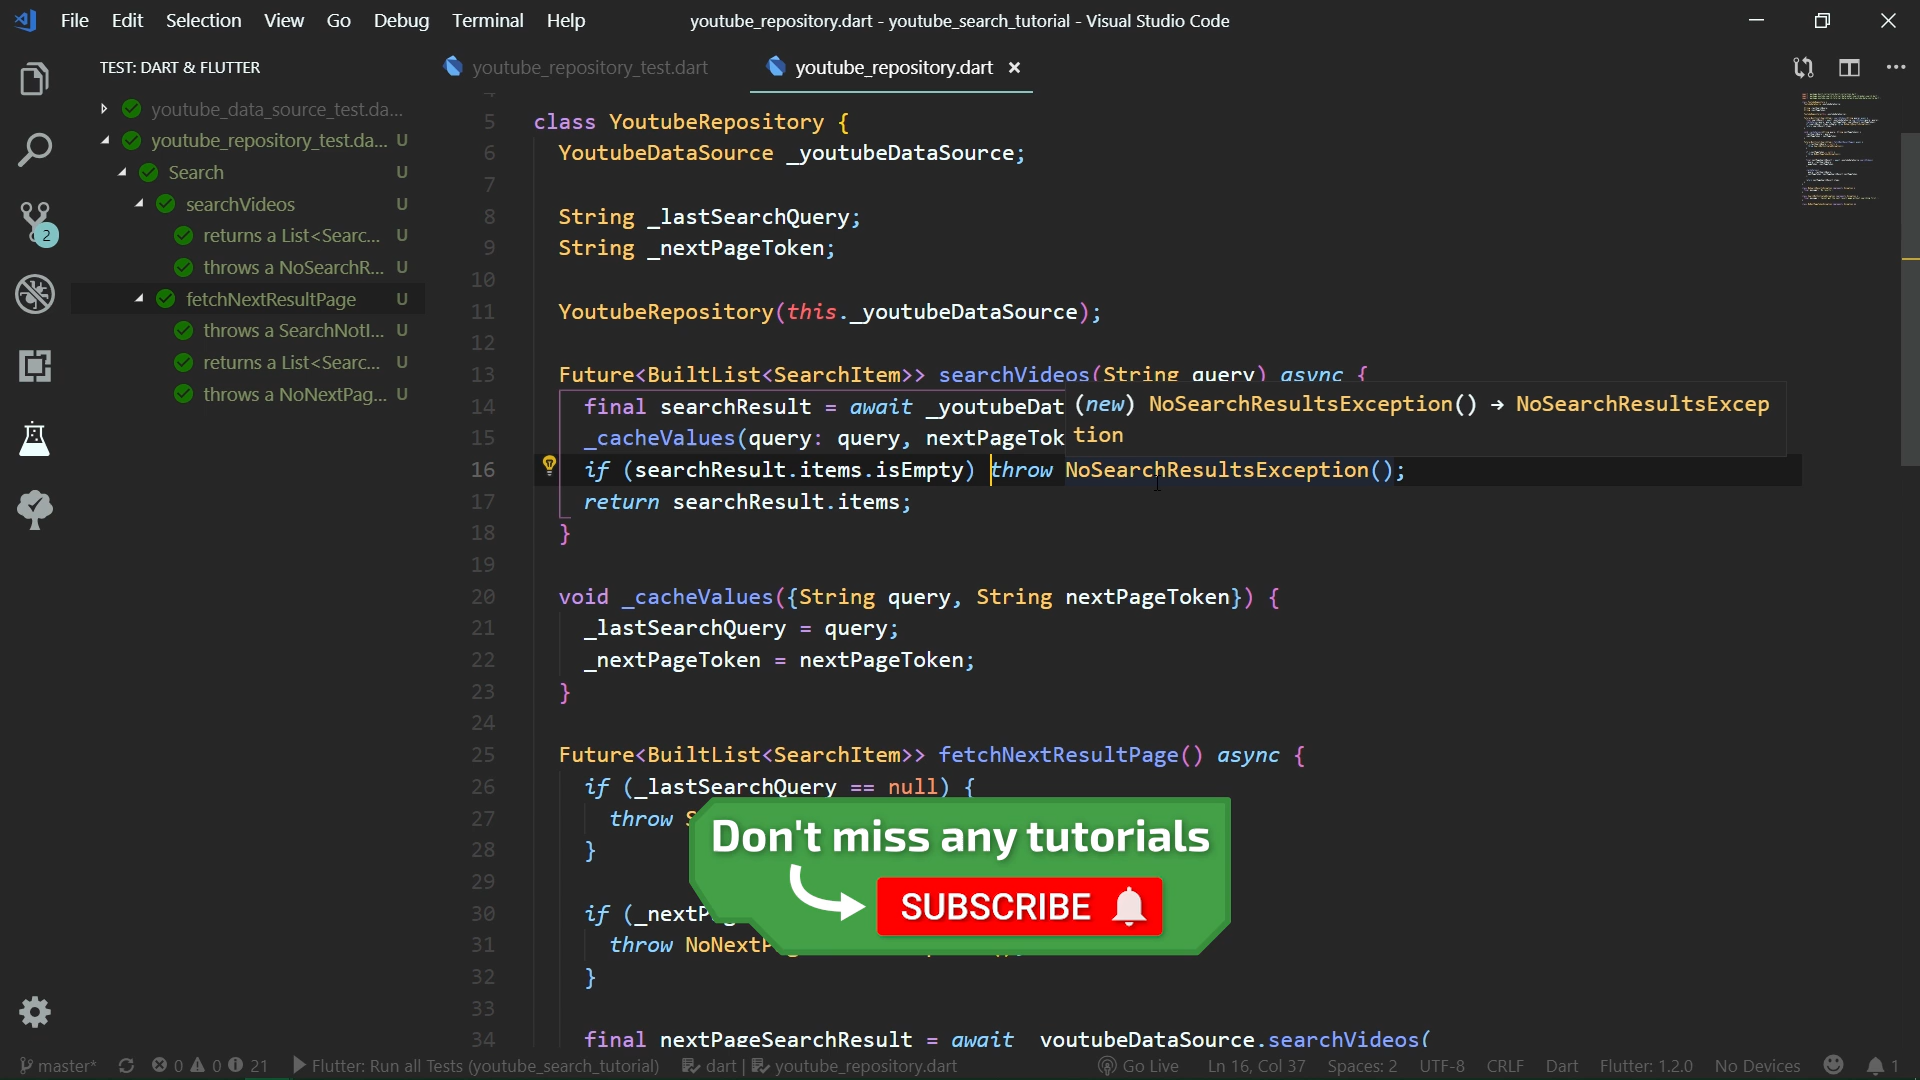 File Edit Selection View Go Debug Terminal Help
youtube_repository.dart - youtube_search_tutorial - Visual Studio Code
TEST: DART & FLUTTER
youtube_data_source_test.da...
youtube_repository_test.da... U
Search U
searchVideos U
returns a List<Searc... U
throws a NoSearchR... U
fetchNextResultPage U
throws a SearchNotI... U
returns a List<Searc... U
throws a NoNextPag... U
2
youtube_repository_test.dart
youtube_repository.dart
5 class YoutubeRepository {
6 YoutubeDataSource _youtubeDataSource;
7
8 String _lastSearchQuery;
9 String _nextPageToken;
10
11 YoutubeRepository(this._youtubeDataSource);
12
13 Future<BuiltList<SearchItem>> searchVideos(String query) async {
14 final searchResult = await _youtubeDat
(new) NoSearchResultsException() → NoSearchResultsExcep
tion
15 _cacheValues(query: query, nextPageTok
16 if (searchResult.items.isEmpty) throw NoSearchResultsException();
17 return searchResult.items;
18 }
19
20 void _cacheValues({String query, String nextPageToken}) {
21 _lastSearchQuery = query;
22 _nextPageToken = nextPageToken;
23 }
24
25 Future<BuiltList<SearchItem>> fetchNextResultPage() async {
26 if (_lastSearchQuery == null) {
27 throw
28 }
29
30 if (_nextP
31 throw NoNextP
32 }
33
34 final nextPageSearchResult = await _youtubeDataSource.searchVideos(
Don't miss any tutorials
SUBSCRIBE
master* 0 0 21 Flutter: Run all Tests (youtube_search_tutorial) dart | youtube_repository.dart Go Live Ln 16, Col 37 Spaces: 2 UTF-8 CRLF Dart Flutter: 1.2.0 No Devices 1